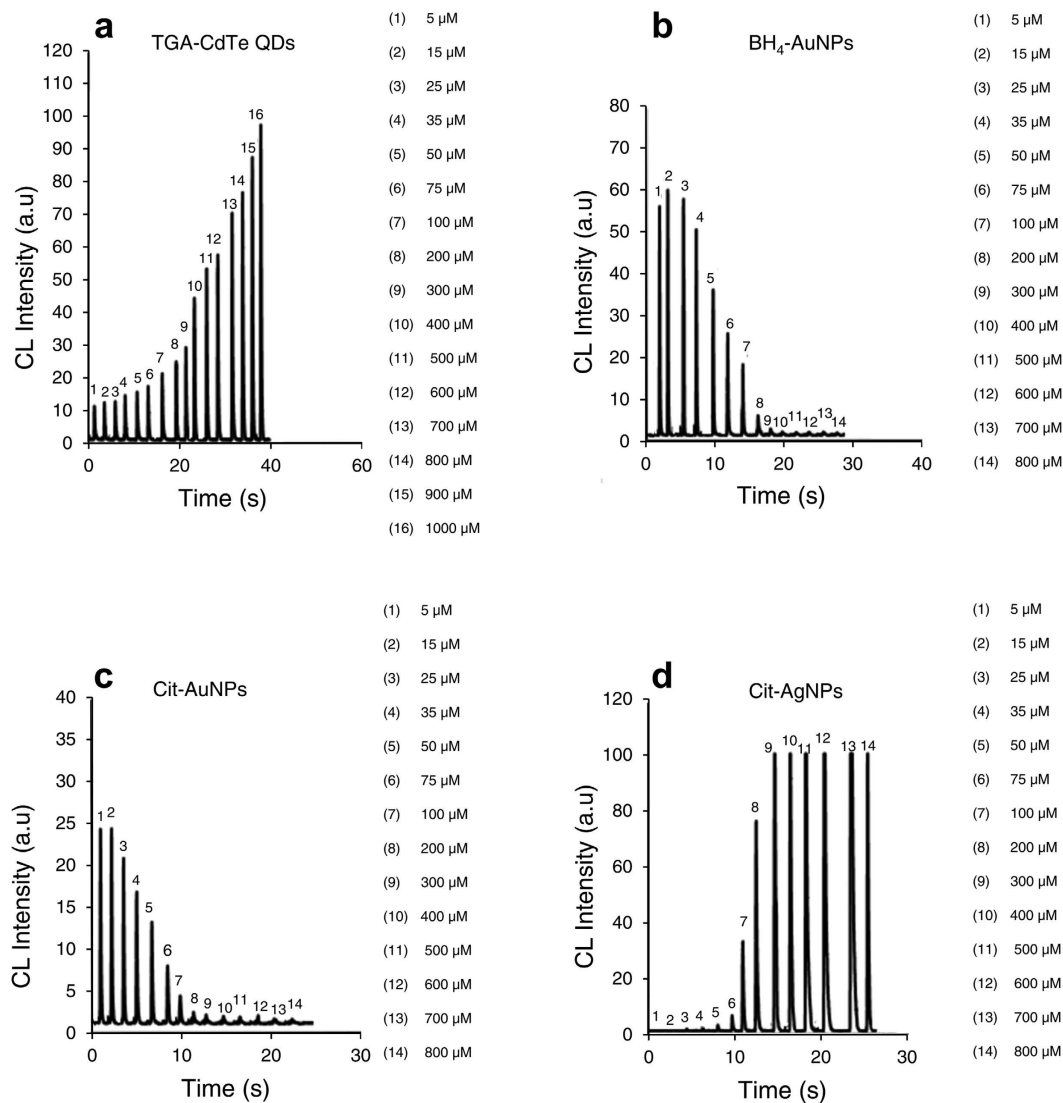 a
TGA-CdTe QDs
120
110
100
90
80
70
60
50
40
30
20
10
0
CL Intensity (a.u)
1 2 3 4 5 6 7 8 9 10 11 12 13 14 15 16
0 20 40 60
Time (s)
(1) 5 µM
(2) 15 µM
(3) 25 µM
(4) 35 µM
(5) 50 µM
(6) 75 µM
(7) 100 µM
(8) 200 µM
(9) 300 µM
(10) 400 µM
(11) 500 µM
(12) 600 µM
(13) 700 µM
(14) 800 µM
(15) 900 µM
(16) 1000 µM
b
BH₄-AuNPs
80
70
60
50
40
30
20
10
0
CL Intensity (a.u)
1 2 3 4 5 6 7 8 9 10 11 12 13 14
0 10 20 30 40
Time (s)
(1) 5 µM
(2) 15 µM
(3) 25 µM
(4) 35 µM
(5) 50 µM
(6) 75 µM
(7) 100 µM
(8) 200 µM
(9) 300 µM
(10) 400 µM
(11) 500 µM
(12) 600 µM
(13) 700 µM
(14) 800 µM
c
Cit-AuNPs
40
35
30
25
20
15
10
5
0
CL Intensity (a.u)
1 2 3 4 5 6 7 8 9 10 11 12 13 14
0 10 20 30
Time (s)
(1) 5 µM
(2) 15 µM
(3) 25 µM
(4) 35 µM
(5) 50 µM
(6) 75 µM
(7) 100 µM
(8) 200 µM
(9) 300 µM
(10) 400 µM
(11) 500 µM
(12) 600 µM
(13) 700 µM
(14) 800 µM
d
Cit-AgNPs
120
100
80
60
40
20
0
CL Intensity (a.u)
1 2 3 4 5 6 7 8 9 10 11 12 13 14
0 10 20 30
Time (s)
(1) 5 µM
(2) 15 µM
(3) 25 µM
(4) 35 µM
(5) 50 µM
(6) 75 µM
(7) 100 µM
(8) 200 µM
(9) 300 µM
(10) 400 µM
(11) 500 µM
(12) 600 µM
(13) 700 µM
(14) 800 µM